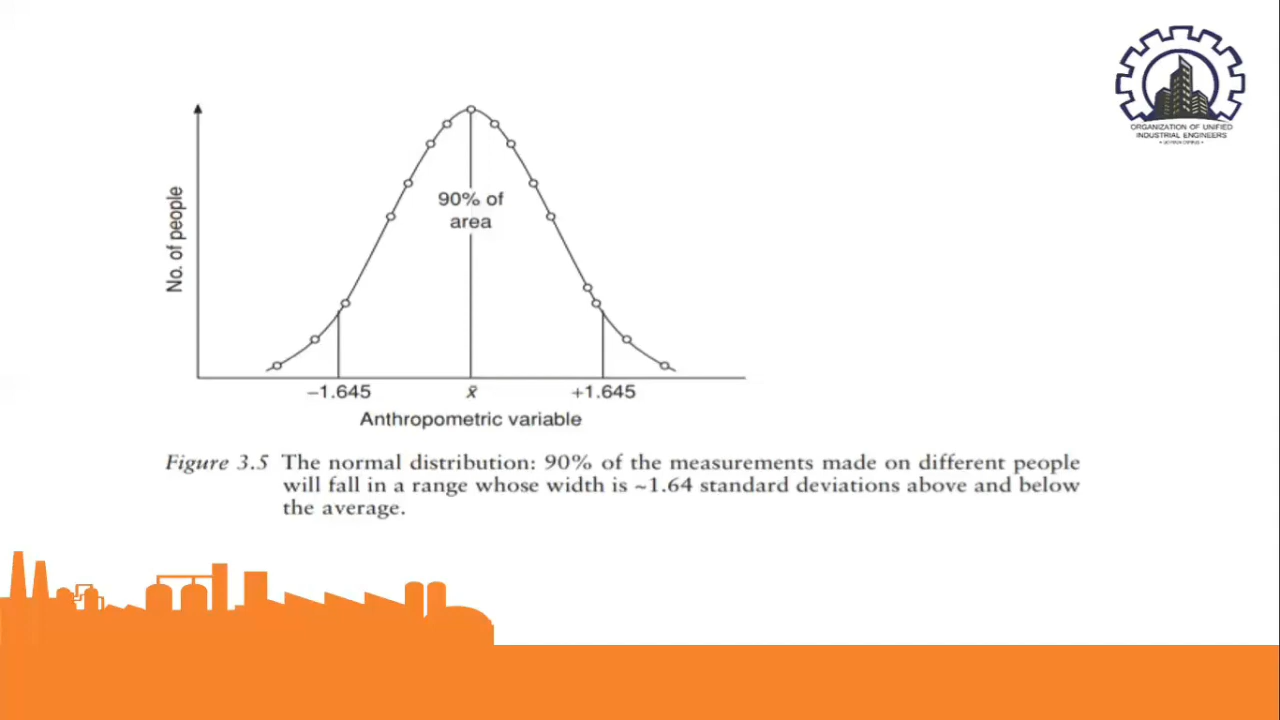 ORGANIZATION OF UNIFIED
INDUSTRIAL ENGINEERS
No. of people
90% of
area
−1.645
x̄
+1.645
Anthropometric variable
Figure 3.5 The normal distribution: 90% of the measurements made on different people
will fall in a range whose width is ~1.64 standard deviations above and below
the average.